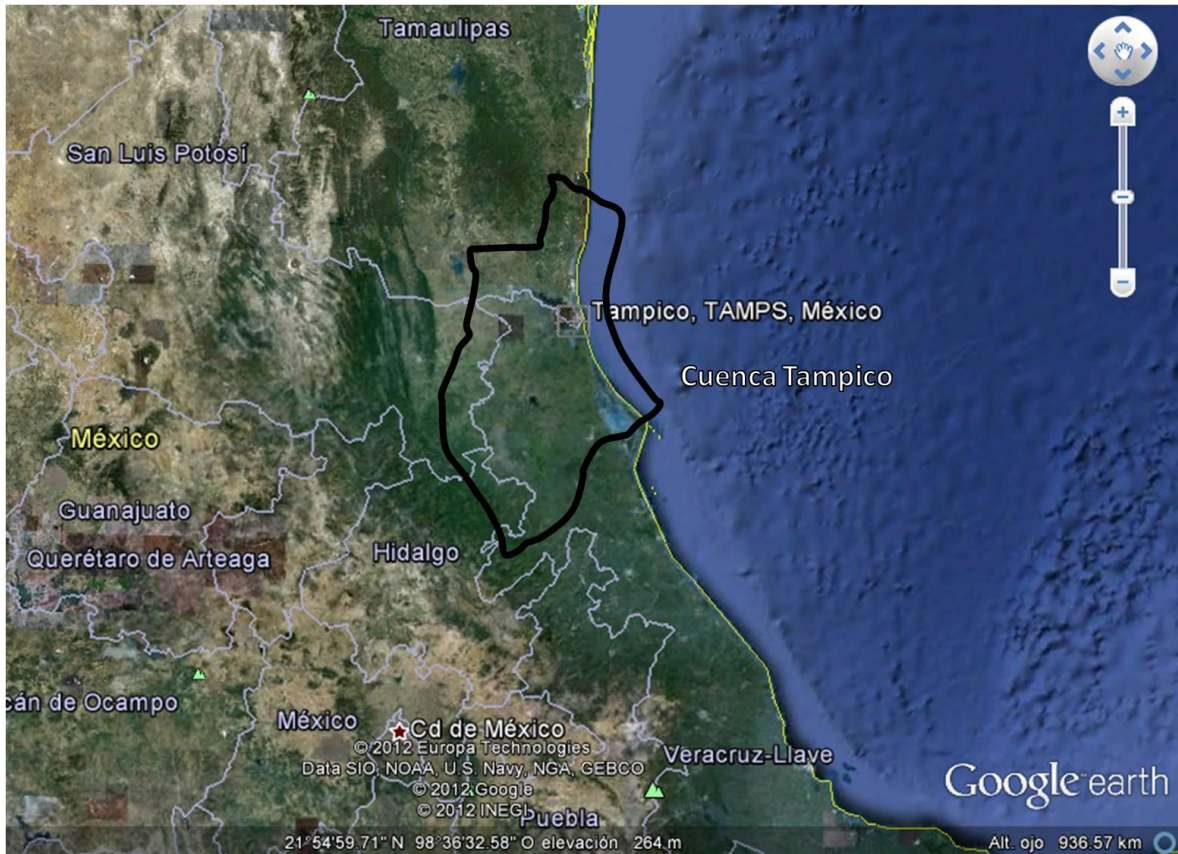 Tamaulipas
San Luis Potosí
Tampico, TAMPS, México
Cuenca Tampico
México
Guanajuato
Querétaro de Arteaga
Hidalgo
cán de Ocampo
México
Cd de México
© 2012 Europa Technologies
Data SIO, NOAA, U.S. Navy, NGA, GEBCO
© 2012 Google
© 2012 INEGI
Veracruz-Llave
Puebla
Google earth
21°54'59.71" N 98°36'32.58" O elevación 264 m
Alt. ojo 936.57 km